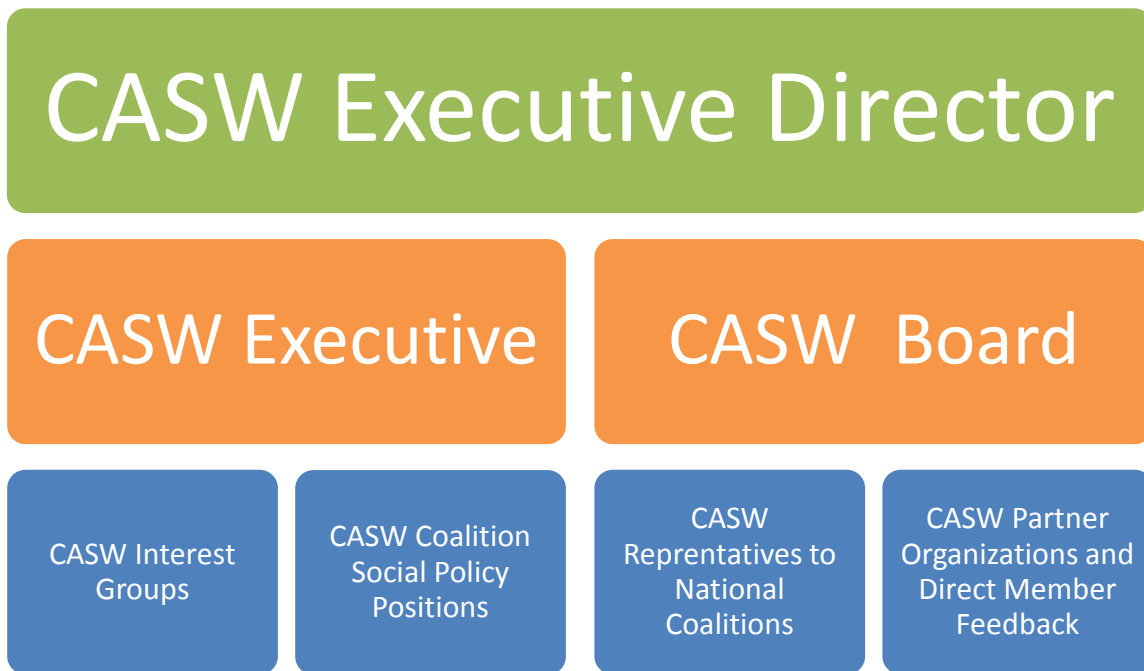 CASW Executive Director
CASW Executive
CASW Board
CASW Interest
Groups
CASW Coalition
Social Policy
Positions
CASW
Reprentatives to
National
Coalitions
CASW Partner
Organizations and
Direct Member
Feedback